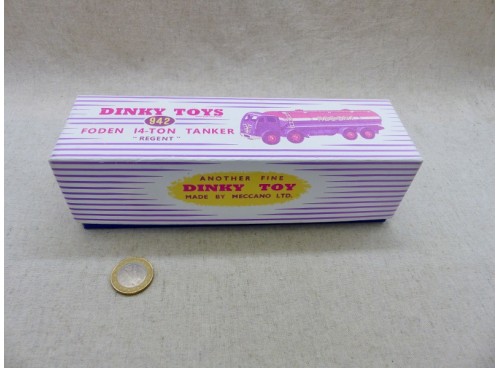 DINKY TOYS
942
FODEN 14-TON TANKER
"REGENT"
ANOTHER FINE
DINKY TOY
MADE BY MECCANO LTD.